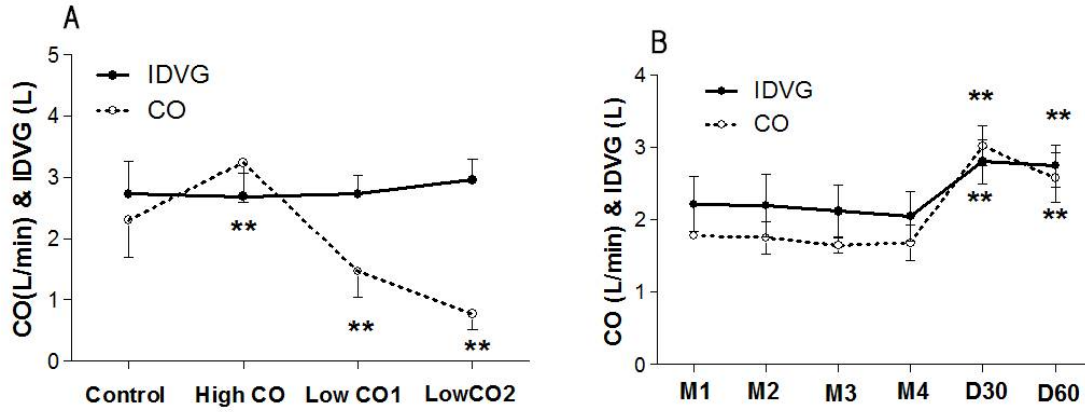 A
CO(L/min) & IDVG (L)
5
4
3
2
1
0
IDVG
CO
**
**
**
Control High CO Low CO1 LowCO2
B
CO (L/min) & IDVG (L)
4
3
2
1
0
IDVG
CO
**
**
**
**
M1 M2 M3 M4 D30 D60